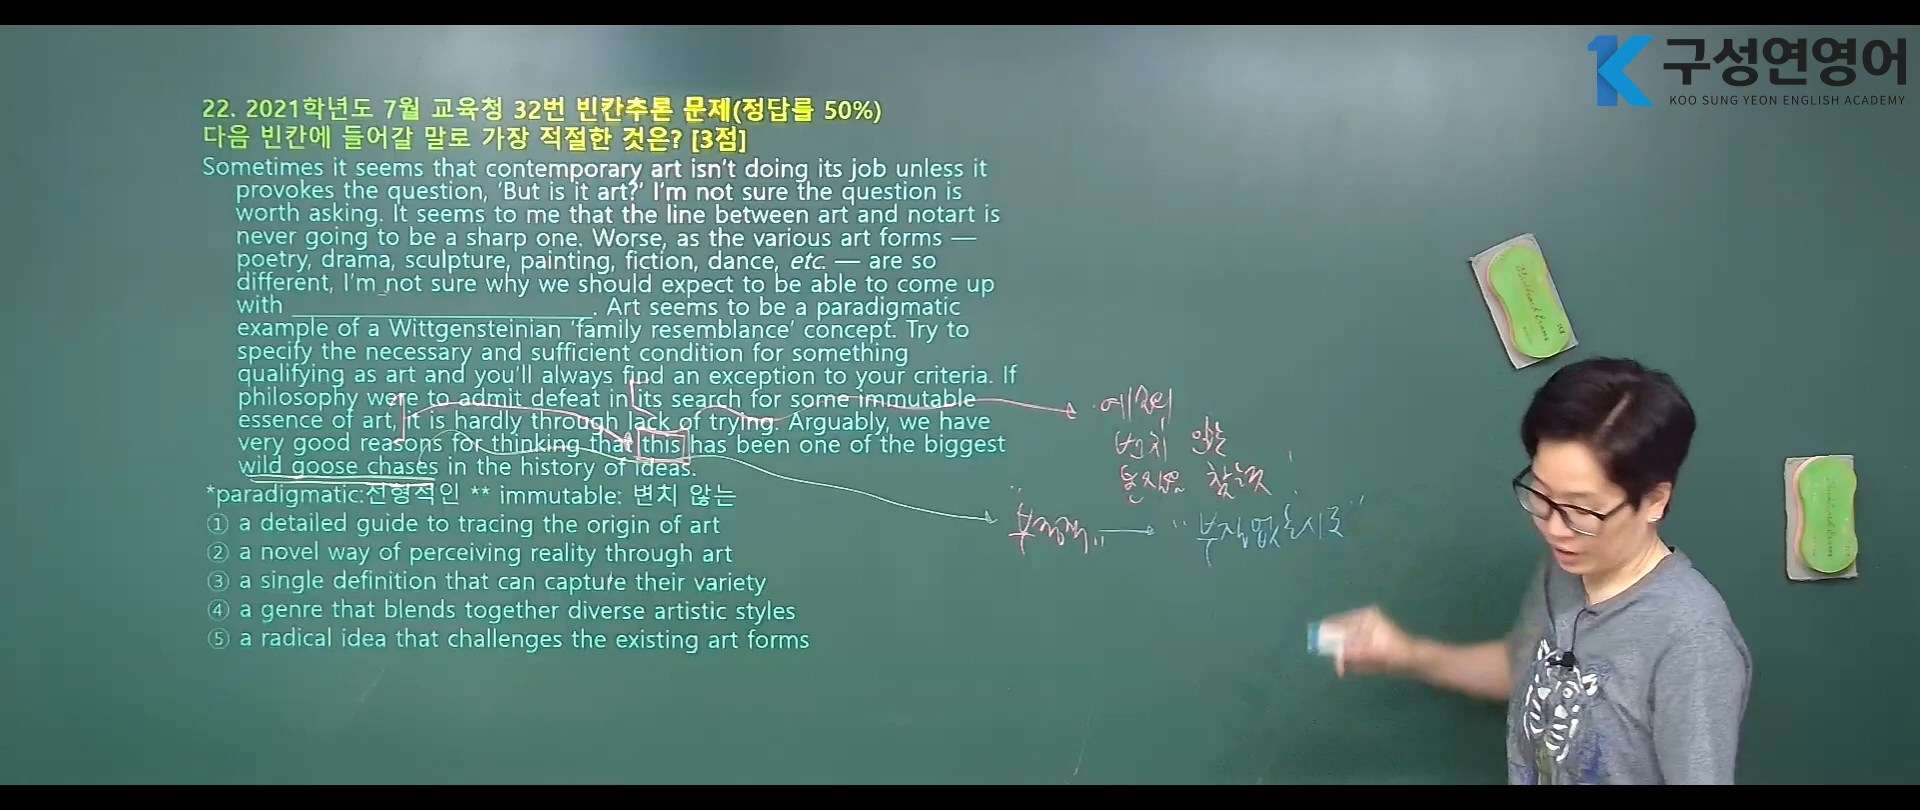 구성연영어
KOO SUNG YEON ENGLISH ACADEMY
22. 2021학년도 7월 교육청 32번 빈칸추론 문제(정답률 50%)
다음 빈칸에 들어갈 말로 가장 적절한 것은? [3점]
Sometimes it seems that contemporary art isn't doing its job unless it
provokes the question, 'But is it art?' I'm not sure the question is
worth asking. It seems to me that the line between art and notart is
never going to be a sharp one. Worse, as the various art forms —
poetry, drama, sculpture, painting, fiction, dance, etc. — are so
different, I'm not sure why we should expect to be able to come up
with ______________________. Art seems to be a paradigmatic
example of a Wittgensteinian 'family resemblance' concept. Try to
specify the necessary and sufficient condition for something
qualifying as art and you'll always find an exception to your criteria. If
philosophy were to admit defeat in its search for some immutable
essence of art, it is hardly through lack of trying. Arguably, we have
very good reasons for thinking that this has been one of the biggest
wild goose chases in the history of ideas.
*paradigmatic:전형적인 ** immutable: 변치 않는
① a detailed guide to tracing the origin of art
② a novel way of perceiving reality through art
③ a single definition that can capture their variety
④ a genre that blends together diverse artistic styles
⑤ a radical idea that challenges the existing art forms
변치 않는